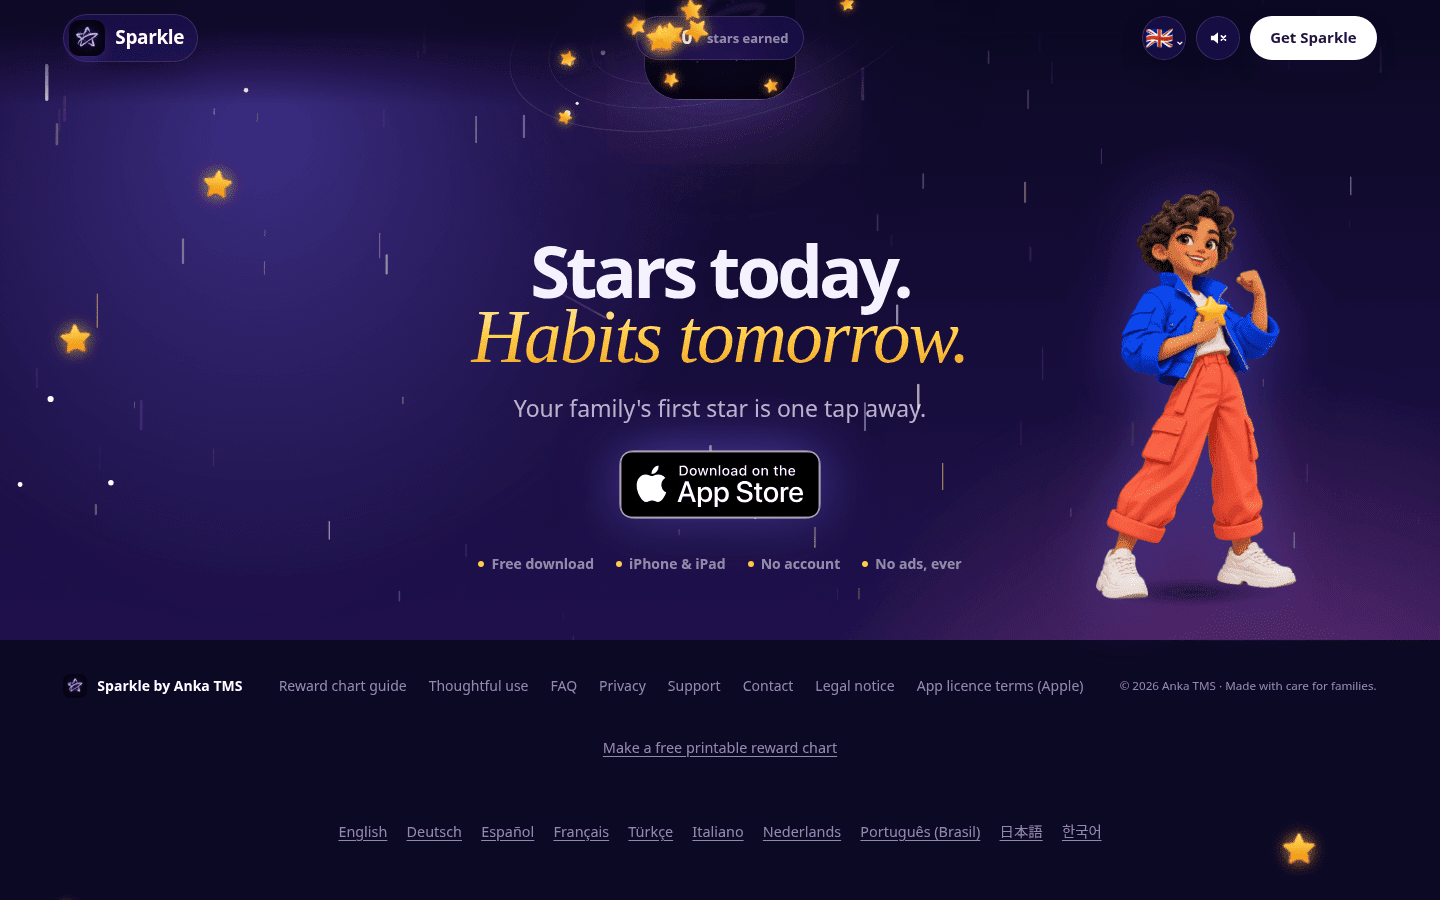 Sparkle
0 stars earned
Get Sparkle
Stars today.
Habits tomorrow.
Your family's first star is one tap away.
Download on the
App Store
Free download
iPhone & iPad
No account
No ads, ever
Sparkle by Anka TMS
Reward chart guide
Thoughtful use
FAQ
Privacy
Support
Contact
Legal notice
App licence terms (Apple)
© 2026 Anka TMS · Made with care for families.
Make a free printable reward chart
English
Deutsch
Español
Français
Türkçe
Italiano
Nederlands
Português (Brasil)
日本語
한국어